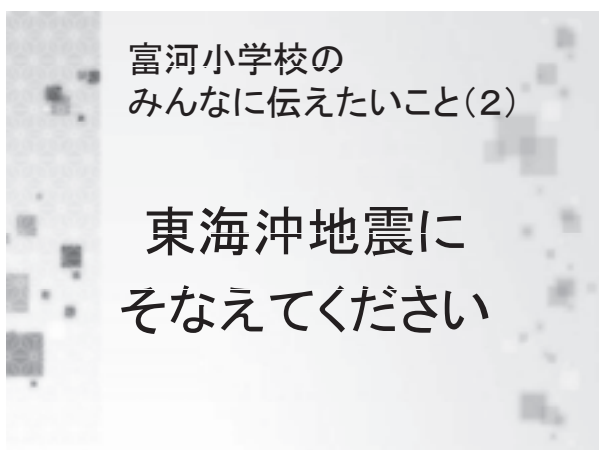 富河小学校の
みんなに伝えたいこと（２）
東海沖地震に
そなえてください